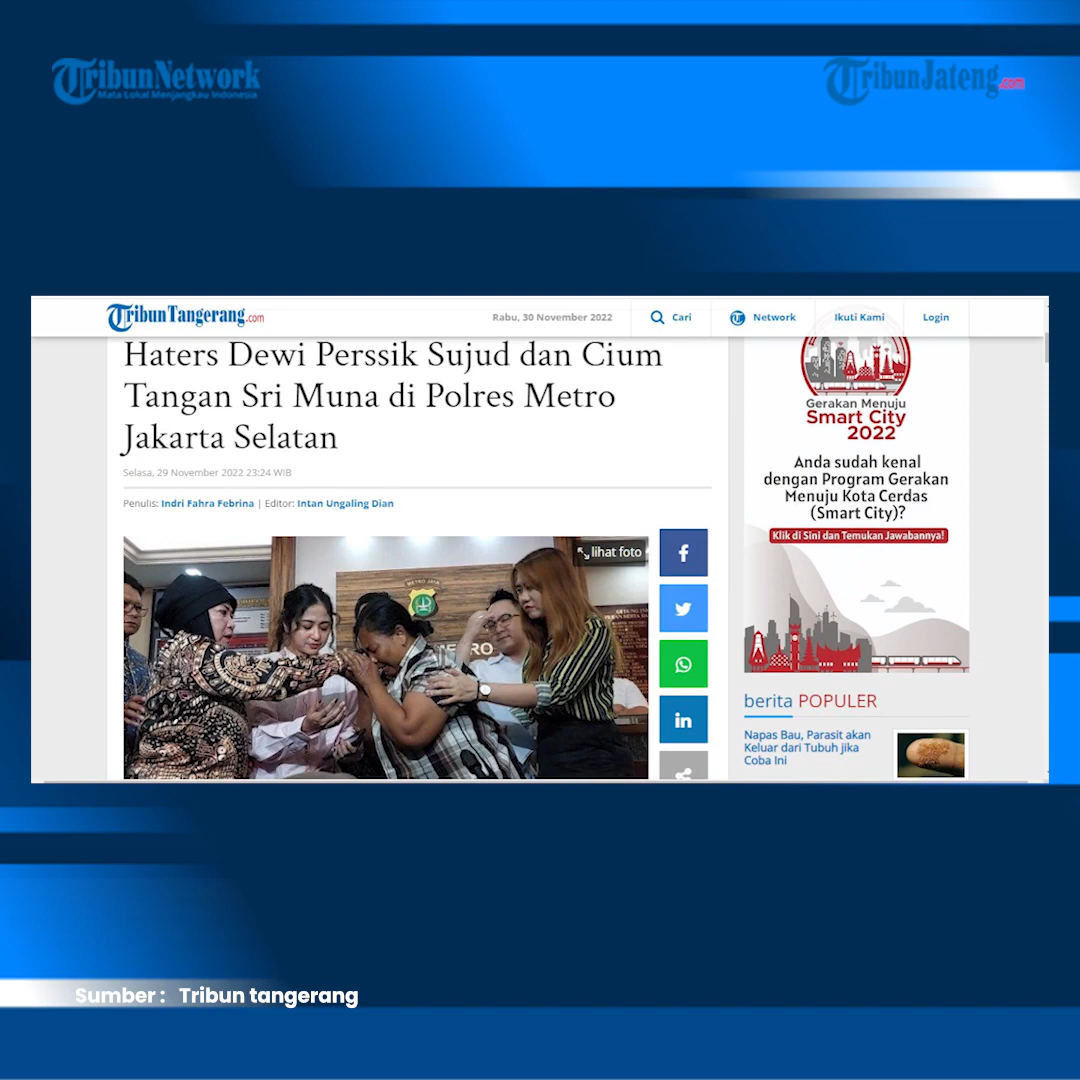 TribunNetwork
Mata Lokal Menjangkau Indonesia
TribunJateng.com
TribunTangerang.com
Rabu, 30 November 2022
Cari
Network
Ikuti Kami
Login
Haters Dewi Perssik Sujud dan Cium
Tangan Sri Muna di Polres Metro
Jakarta Selatan
Selasa, 29 November 2022 23:24 WIB
Penulis: Indri Fahra Febrina | Editor: Intan Ungaling Dian
lihat foto
METRO JAYA
Gerakan Menuju
Smart City
2022
Anda sudah kenal
dengan Program Gerakan
Menuju Kota Cerdas
(Smart City)?
Klik di Sini dan Temukan Jawabannya!
berita POPULER
Napas Bau, Parasit akan
Keluar dari Tubuh jika
Coba Ini
Sumber : Tribun tangerang